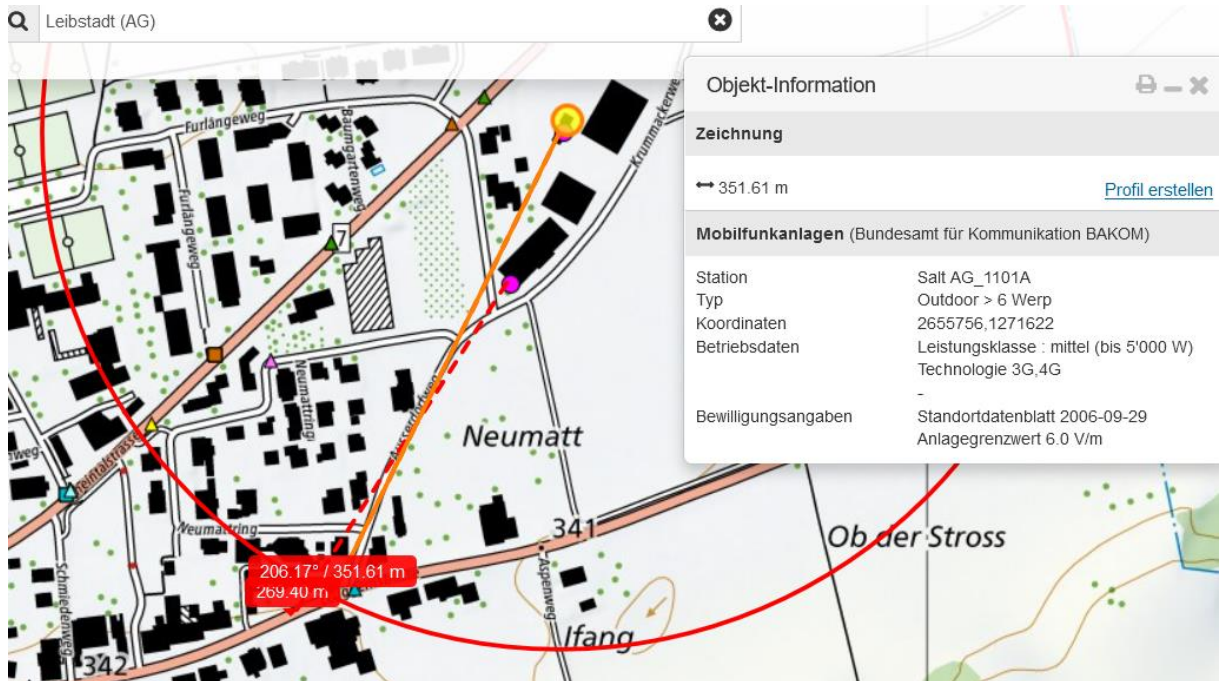 Leibstadt (AG)
Objekt-Information
Zeichnung
351.61 m
Profil erstellen
Mobilfunkanlagen (Bundesamt für Kommunikation BAKOM)
Station Salt AG_1101A
Typ Outdoor > 6 Werp
Koordinaten 2655756,1271622
Betriebsdaten Leistungsklasse : mittel (bis 5'000 W)
Technologie 3G,4G
-
Bewilligungsangaben Standortdatenblatt 2006-09-29
Anlagegrenzwert 6.0 V/m
Furlängeweg
Baumgartenweg
Krummackerwe
Furlängeweg
7
Neumattring
Ausserdorfweg
Neumatt
Neumattring
341
Ob der Stross
206.17° / 351.61 m
269.40 m
Schmiedenweg
Aspenweg
Ifang
342